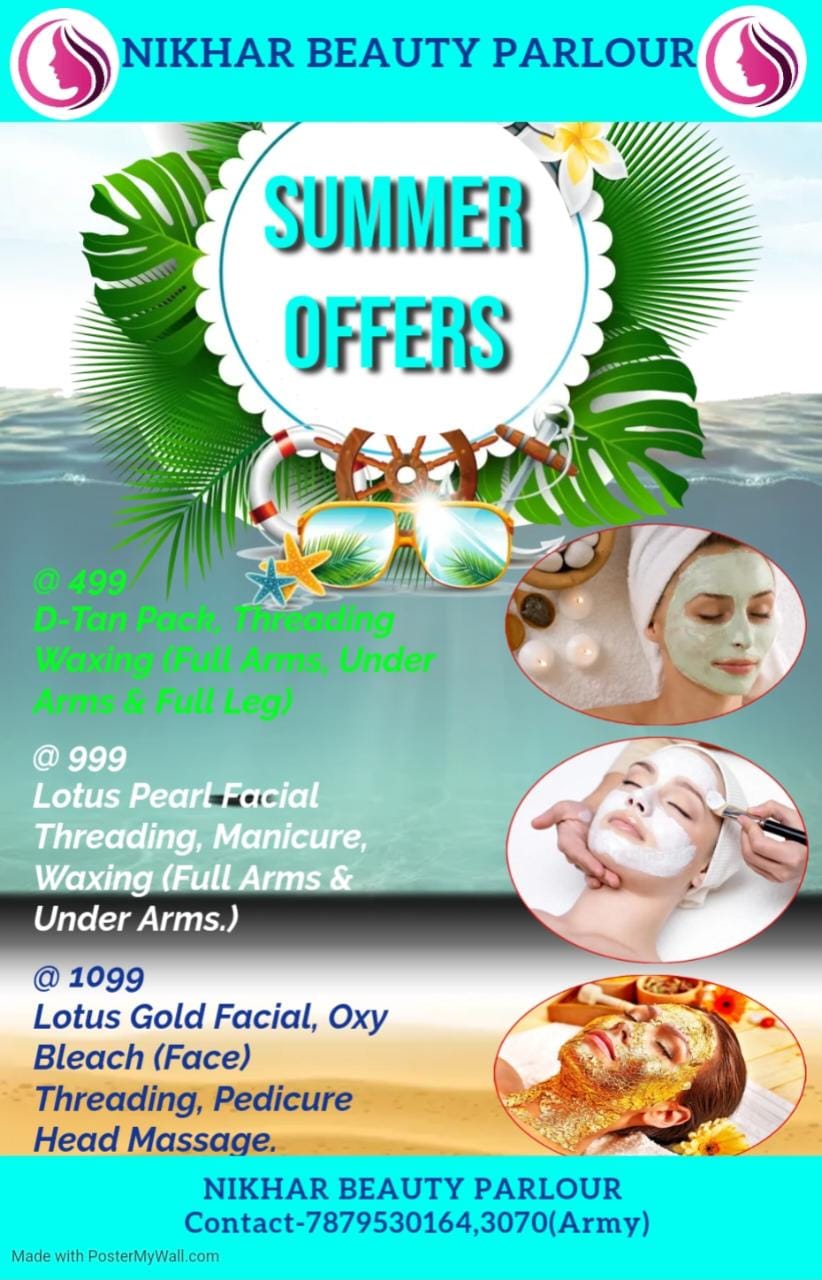 NIKHAR BEAUTY PARLOUR
SUMMER
OFFERS
@ 499
D-Tan Pack, Threading
Waxing (Full Arms, Under
Arms & Full Leg)
@ 999
Lotus Pearl Facial
Threading, Manicure,
Waxing (Full Arms &
Under Arms.)
@ 1099
Lotus Gold Facial, Oxy
Bleach (Face)
Threading, Pedicure
Head Massage.
NIKHAR BEAUTY PARLOUR
Contact-7879530164,3070(Army)
Made with PosterMyWall.com